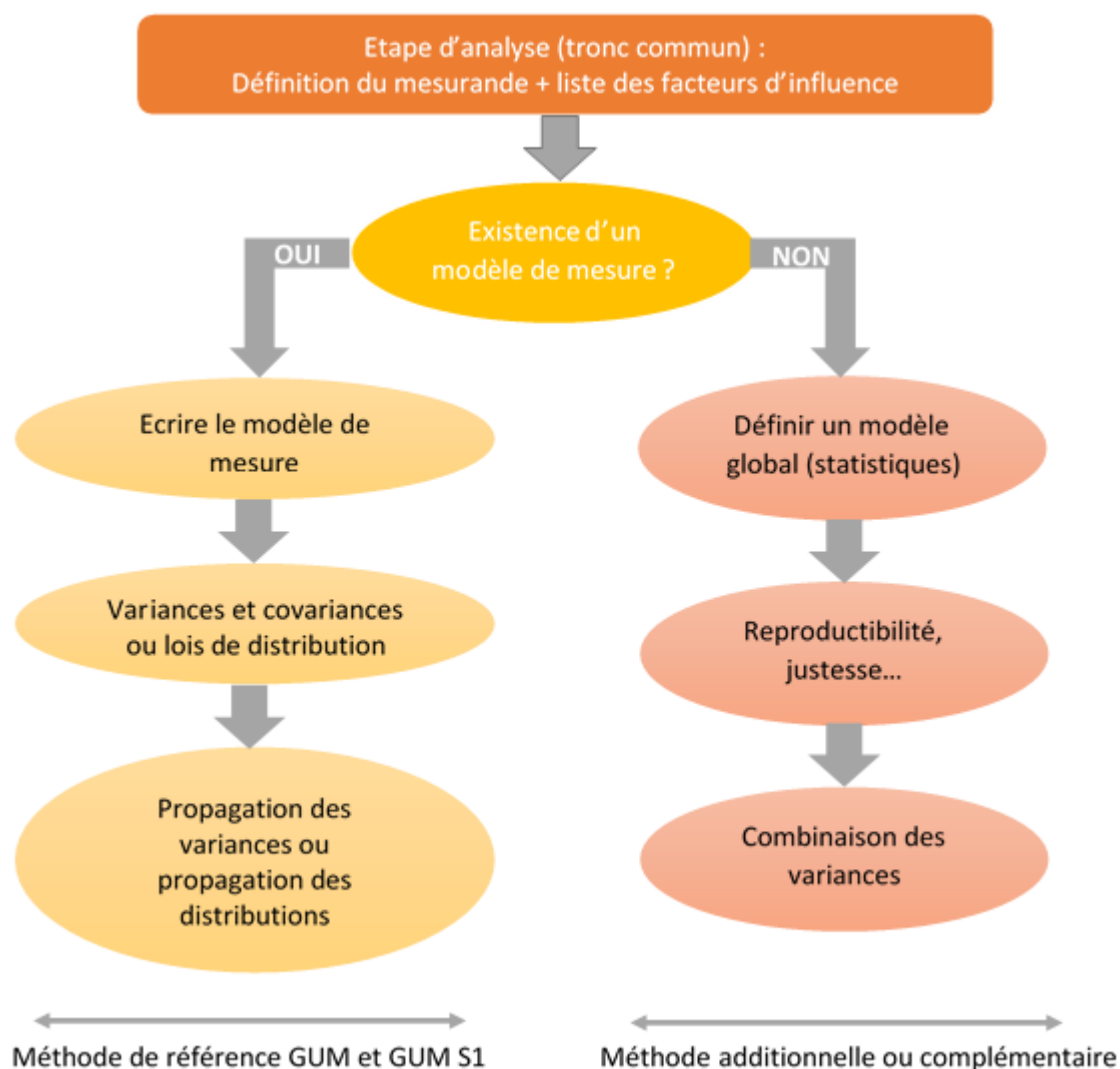 Etape d'analyse (tronc commun) :
Définition du mesurande + liste des facteurs d'influence
Existence d'un
modèle de mesure ?
OUI
NON
Ecrire le modèle de
mesure
Variances et covariances
ou lois de distribution
Propagation des
variances ou
propagation des
distributions
Méthode de référence GUM et GUM S1
Définir un modèle
global (statistiques)
Reproductibilité,
justesse…
Combinaison des
variances
Méthode additionnelle ou complémentaire